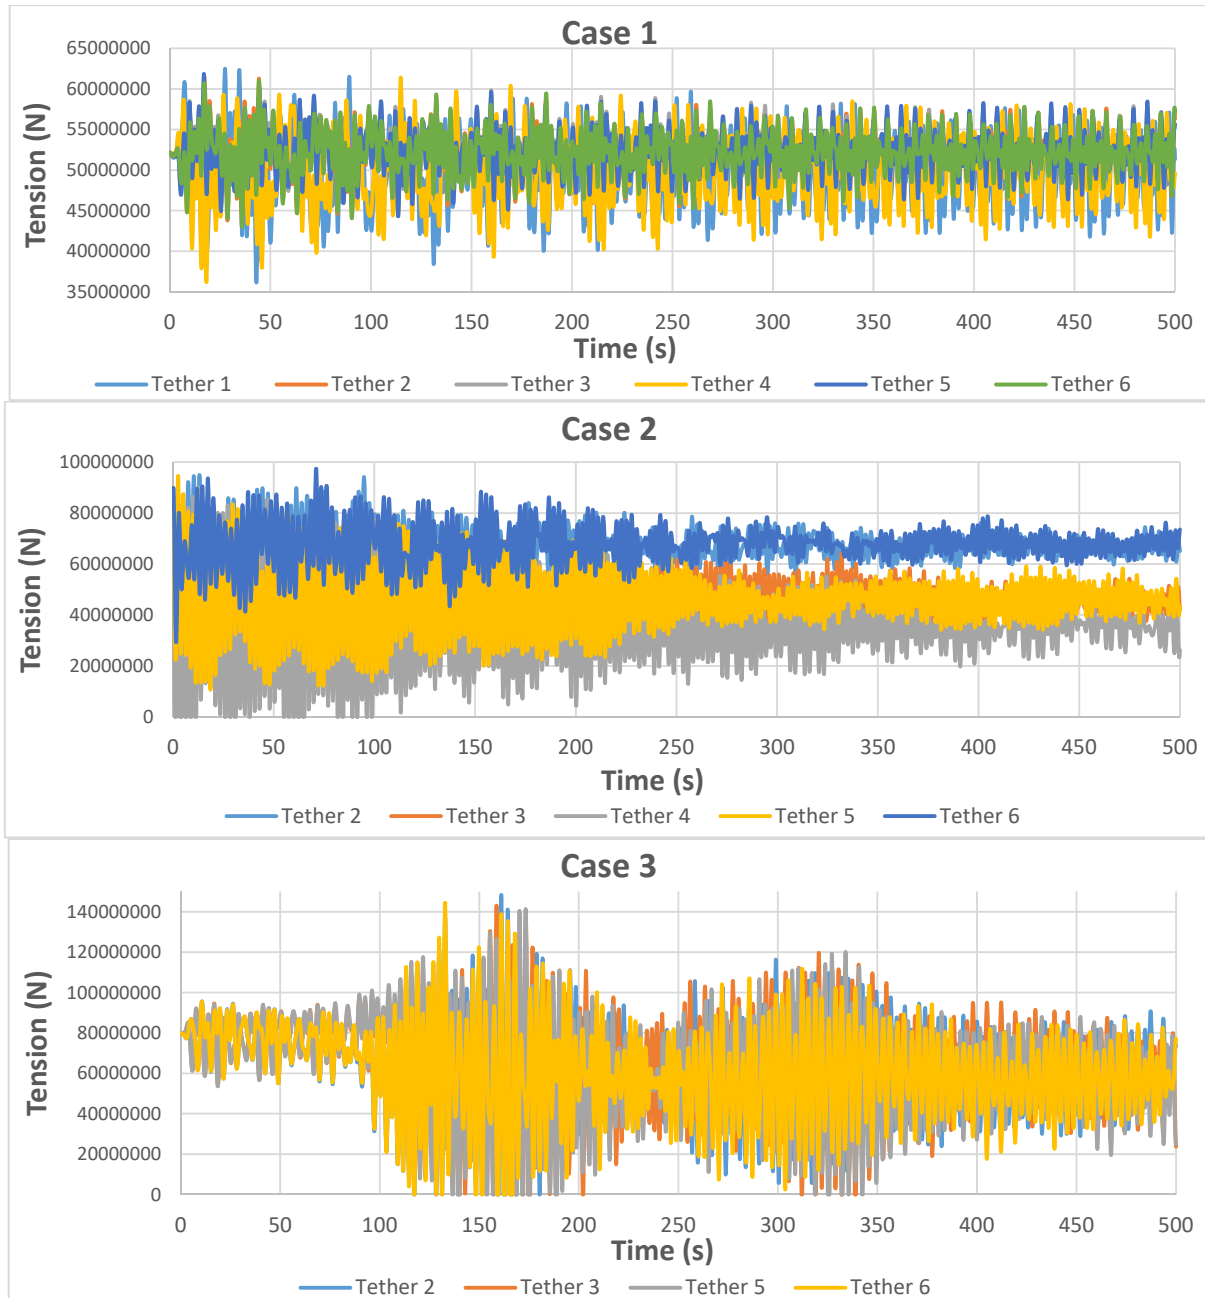 Case 1
Tension (N)
65000000
60000000
55000000
50000000
45000000
40000000
35000000
0 50 100 150 200 250 300 350 400 450 500
Time (s)
Tether 1 Tether 2 Tether 3 Tether 4 Tether 5 Tether 6
Case 2
Tension (N)
100000000
80000000
60000000
40000000
20000000
0
0 50 100 150 200 250 300 350 400 450 500
Time (s)
Tether 2 Tether 3 Tether 4 Tether 5 Tether 6
Case 3
Tension (N)
140000000
120000000
100000000
80000000
60000000
40000000
20000000
0
0 50 100 150 200 250 300 350 400 450 500
Time (s)
Tether 2 Tether 3 Tether 5 Tether 6